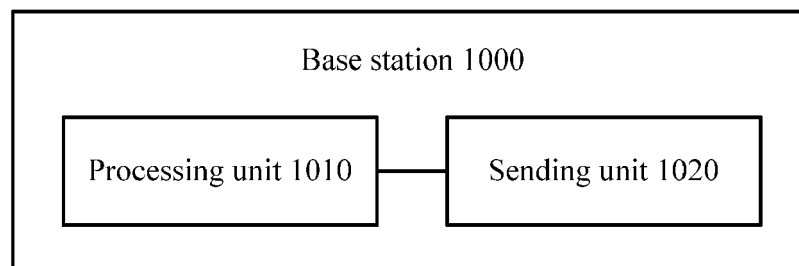 Base station 1000
Processing unit 1010
Sending unit 1020